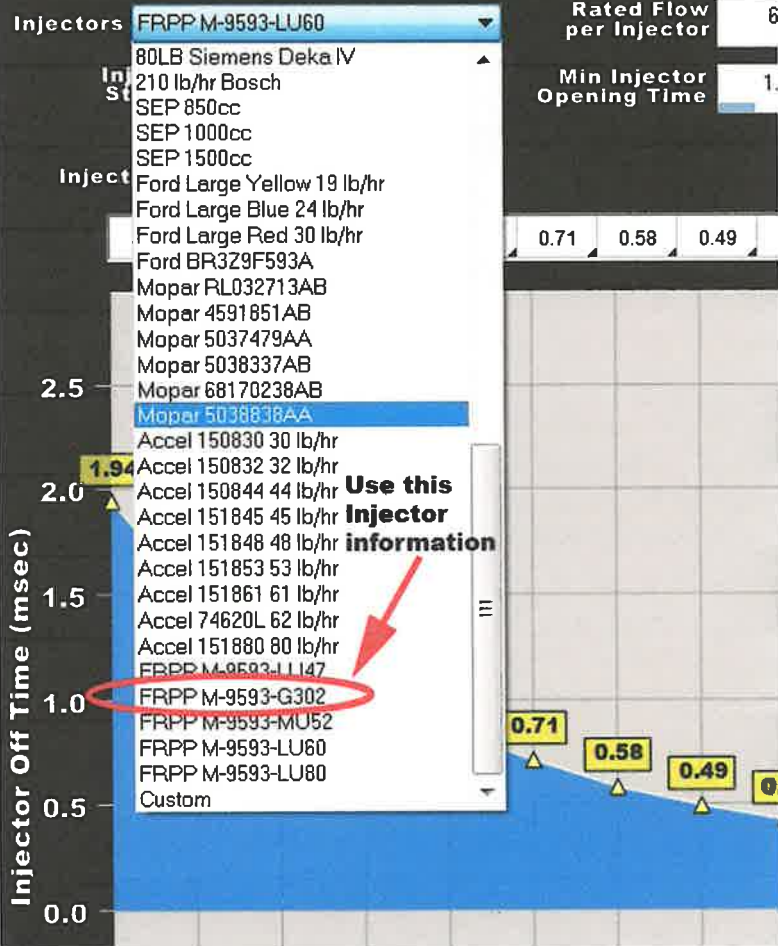 Injectors FRPP M-9593-LU60
Rated Flow
per Injector
6
80LB Siemens Deka IV
210 lb/hr Bosch
SEP 850cc
SEP 1000cc
SEP 1500cc
Ford Large Yellow 19 lb/hr
Ford Large Blue 24 lb/hr
Ford Large Red 30 lb/hr
Ford BR3Z9F593A
Mopar RL032713AB
Mopar 4591851AB
Mopar 5037479AA
Mopar 5038337AB
Mopar 68170238AB
Mopar 5038838AA
Accel 150830 30 lb/hr
Accel 150832 32 lb/hr
Accel 150844 44 lb/hr
Accel 151845 45 lb/hr
Accel 151848 48 lb/hr
Accel 151853 53 lb/hr
Accel 151861 61 lb/hr
Accel 74620L 62 lb/hr
Accel 151880 80 lb/hr
FRPP M-9593-LU47
FRPP M-9593-G302
FRPP M-9593-MU52
FRPP M-9593-LU60
FRPP M-9593-LU80
Custom
Min Injector
Opening Time
1.
Inj
St
Inject
0.71 0.58 0.49
Use this
Injector
information
Injector Off Time (msec)
2.5
2.0
1.5
1.0
0.5
0.0
1.94
0.71
0.58
0.49
0